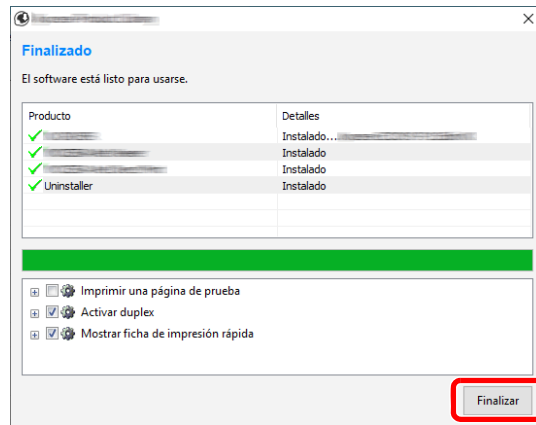 Finalizado
El software está listo para usarse.
Producto Detalles
Instalado...
Instalado
Instalado
Uninstaller Instalado
Imprimir una página de prueba
Activar duplex
Mostrar ficha de impresión rápida
Finalizar